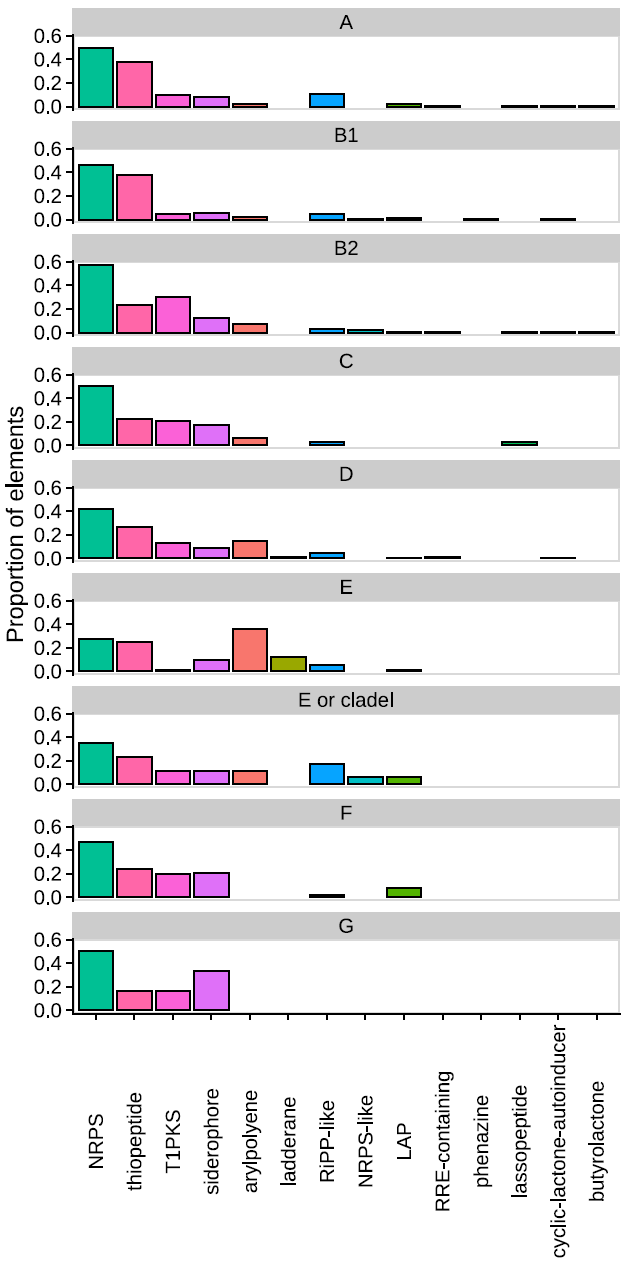 A
0.6
0.4
0.2
0.0
B1
0.6
0.4
0.2
0.0
B2
0.6
0.4
0.2
0.0
C
0.6
0.4
0.2
0.0
D
0.6
0.4
0.2
0.0
E
0.6
0.4
0.2
0.0
E or cladeI
0.6
0.4
0.2
0.0
F
0.6
0.4
0.2
0.0
G
0.6
0.4
0.2
0.0
Proportion of elements
NRPS
thiopeptide
T1PKS
siderophore
arylpolyene
ladderane
RiPP-like
NRPS-like
LAP
RRE-containing
phenazine
lassopeptide
cyclic-lactone-autoinducer
butyrolactone